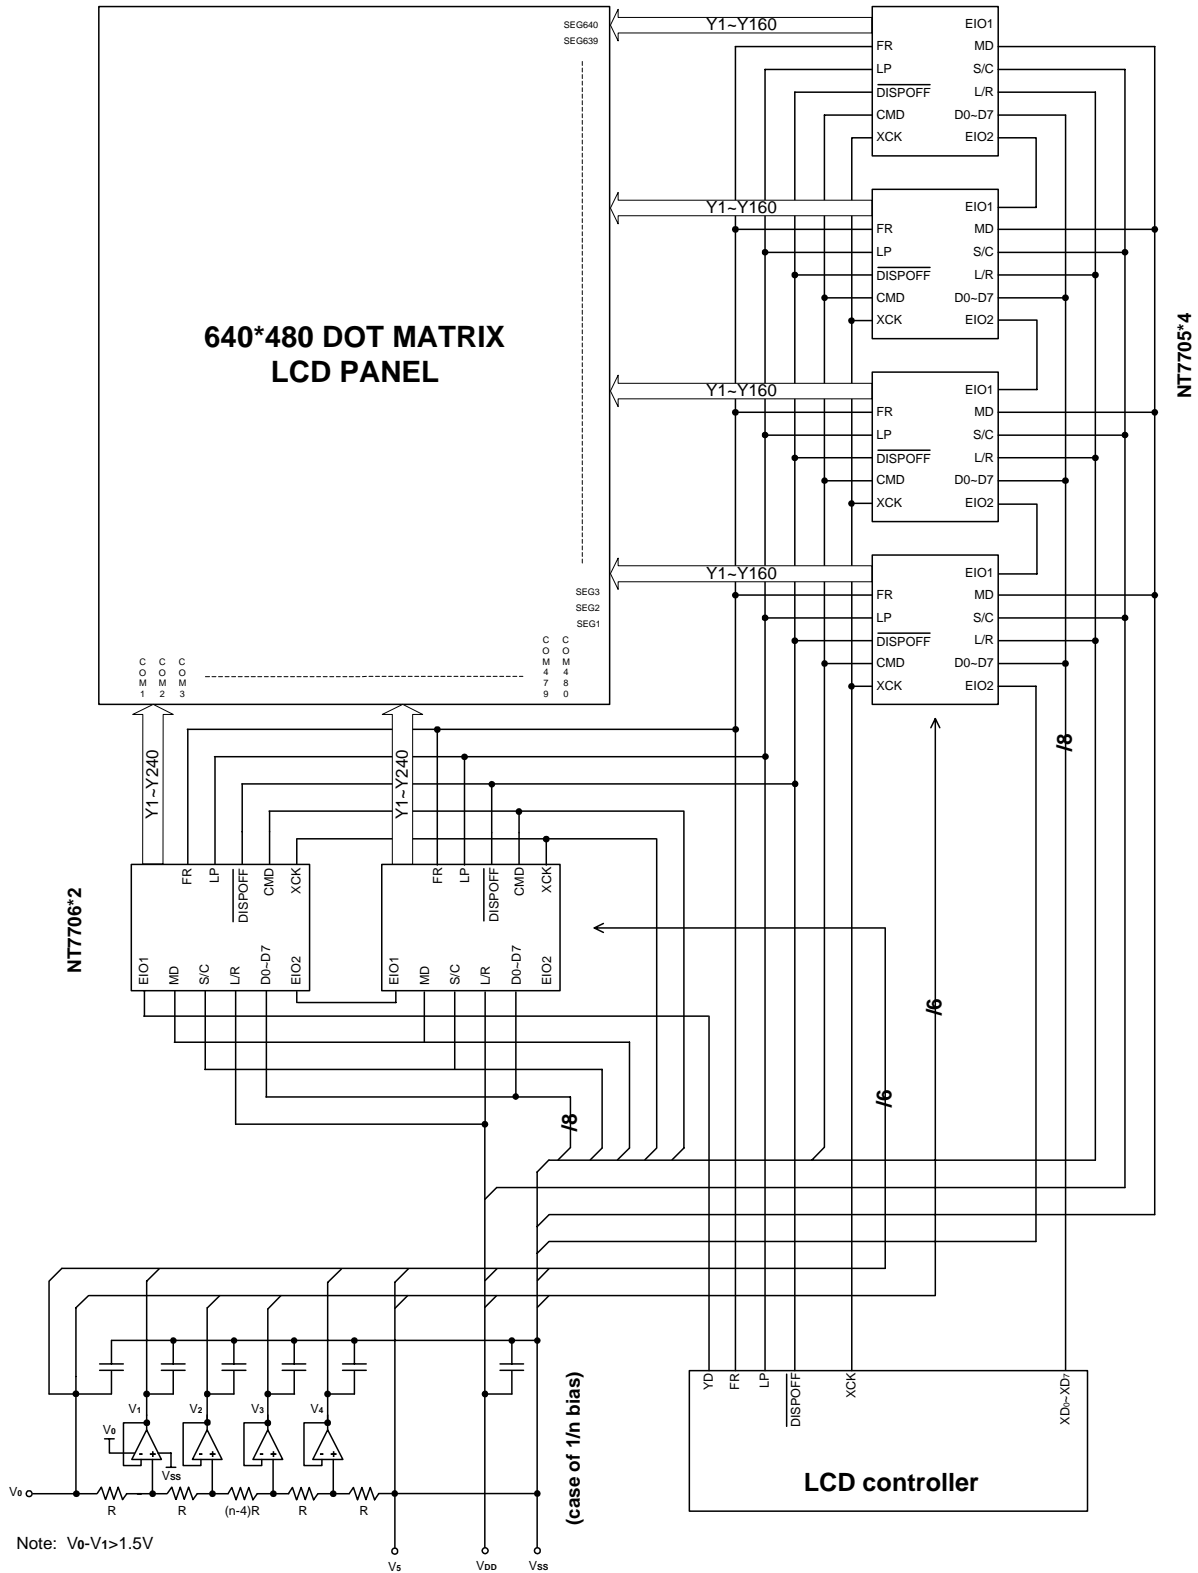 SEG640
SEG639
640*480 DOT MATRIX
LCD PANEL
SEG3
SEG2
SEG1
COM1
COM2
COM3
COM479
COM480
Y1~Y160
FR
LP
DISPOFF
CMD
XCK
EIO1
MD
S/C
L/R
D0~D7
EIO2
Y1~Y160
FR
LP
DISPOFF
CMD
XCK
EIO1
MD
S/C
L/R
D0~D7
EIO2
Y1~Y160
FR
LP
DISPOFF
CMD
XCK
EIO1
MD
S/C
L/R
D0~D7
EIO2
Y1~Y160
FR
LP
DISPOFF
CMD
XCK
EIO1
MD
S/C
L/R
D0~D7
EIO2
NT7705*4
/8
/6
/6
/8
NT7706*2
Y1~Y240
FR
LP
DISPOFF
CMD
XCK
EIO1
MD
S/C
L/R
D0~D7
EIO2
Y1~Y240
FR
LP
DISPOFF
CMD
XCK
EIO1
MD
S/C
L/R
D0~D7
EIO2
V1
V2
V3
V4
V0
- +
Vss
- +
- +
- +
V0
R
R
(n-4)R
R
R
Note: V0-V1>1.5V
V5
VDD
Vss
(case of 1/n bias)
YD
FR
LP
DISPOFF
XCK
XD0~XD7
LCD controller